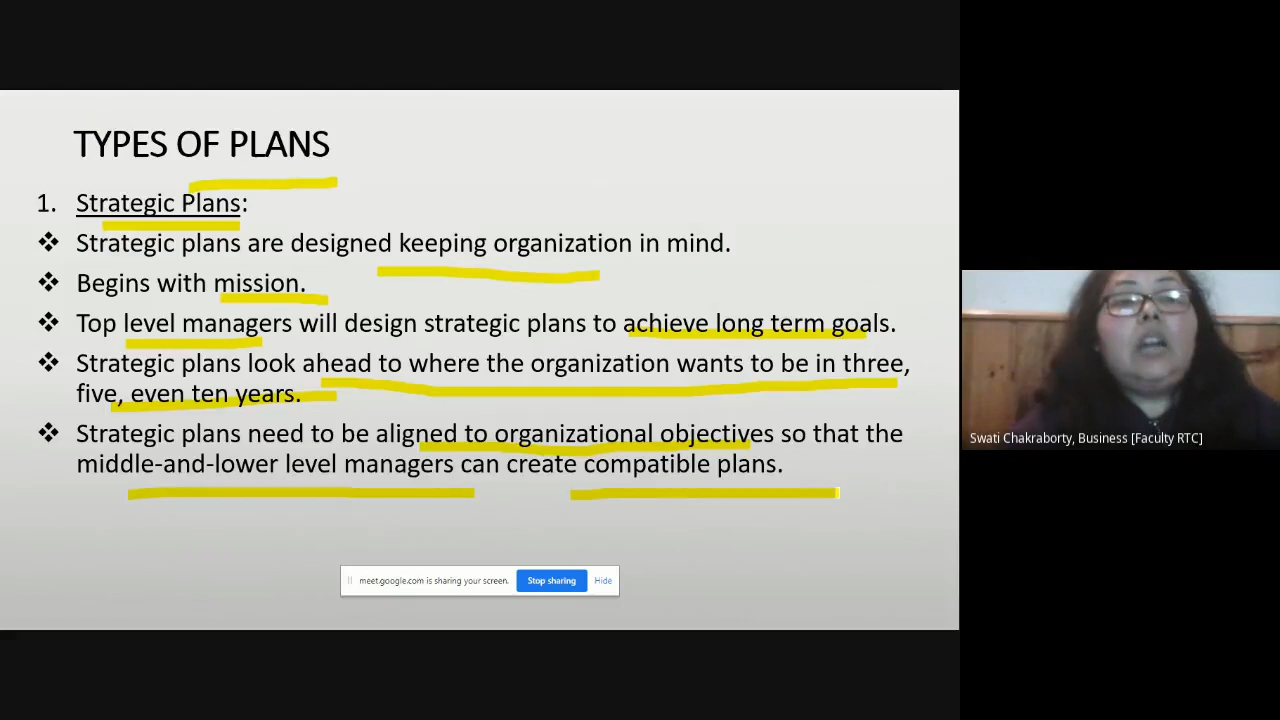 TYPES OF PLANS
1. Strategic Plans:
❖ Strategic plans are designed keeping organization in mind.
❖ Begins with mission.
❖ Top level managers will design strategic plans to achieve long term goals.
❖ Strategic plans look ahead to where the organization wants to be in three,
five, even ten years.
❖ Strategic plans need to be aligned to organizational objectives so that the
middle-and-lower level managers can create compatible plans.
meet.google.com is sharing your screen. Stop sharing Hide
Swati Chakraborty, Business [Faculty RTC]